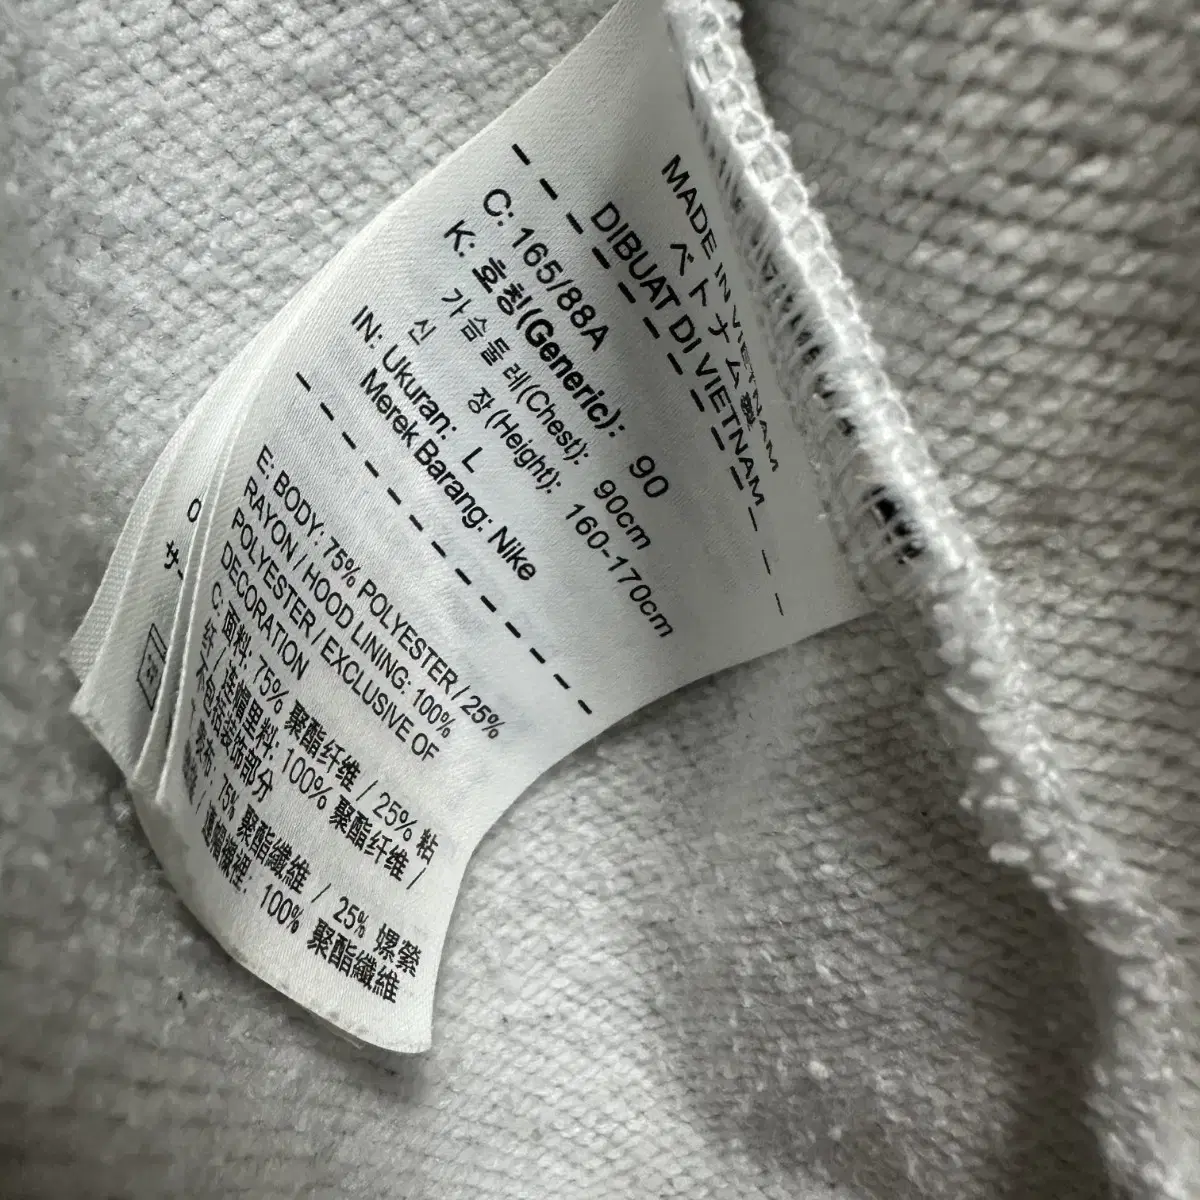 MADE IN VIETNAM
ベトナム製
DIBUAT DI VIETNAM
C: 165/88A
K: 호칭(Generic): 90
가슴둘레(Chest): 90cm
신 장(Height): 160-170cm
IN: Ukuran: L
Merek Barang: Nike
E: BODY: 75% POLYESTER / 25%
RAYON / HOOD LINING: 100%
POLYESTER / EXCLUSIVE OF
DECORATION
C: 面料: 75% 聚酯纤维 / 25% 粘
纤 / 连帽里料: 100% 聚酯纤维 /
不包括装饰部分
T: 表布: 75% 聚酯纖維 / 25% 嫘縈
/ 連帽襯裡: 100% 聚酯纖維